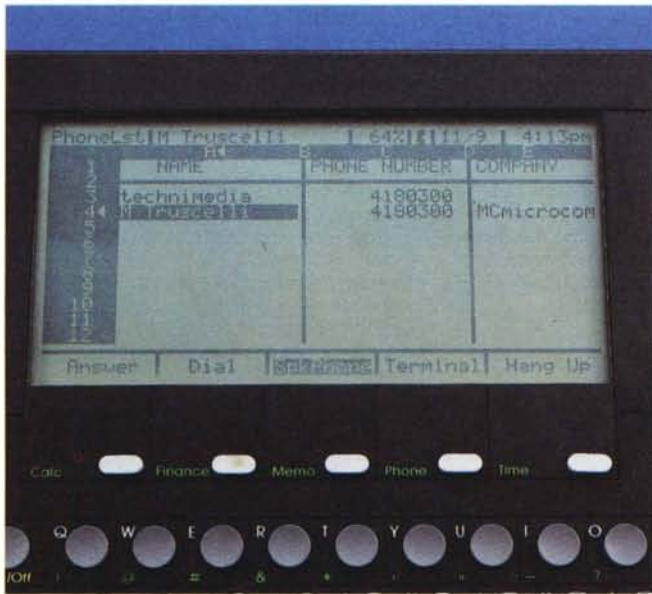 PhoneLst M Truscelli 64% 11/9 4:13pm
A B C D E
NAME PHONE NUMBER COMPANY
1
2
3 technimedia 4180300
4 M Truscelli 4180300 MCmicrocom
5
6
7
8
9
10
11
12
Answer Dial Terminal Hang Up
Calc Finance Memo Phone Time
Q W E R T Y U I O
/Off ! @ # & * , " - ?